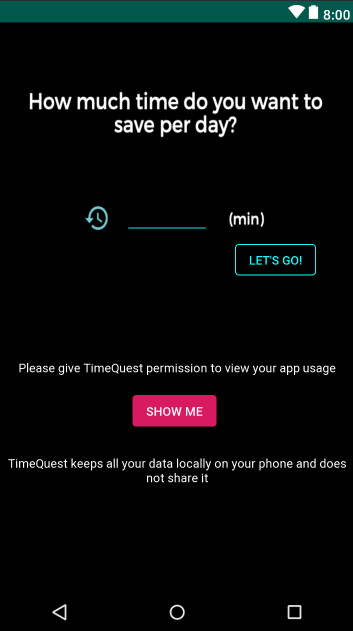 8:00
How much time do you want to
save per day?
(min)
LET'S GO!
Please give TimeQuest permission to view your app usage
SHOW ME
TimeQuest keeps all your data locally on your phone and does
not share it